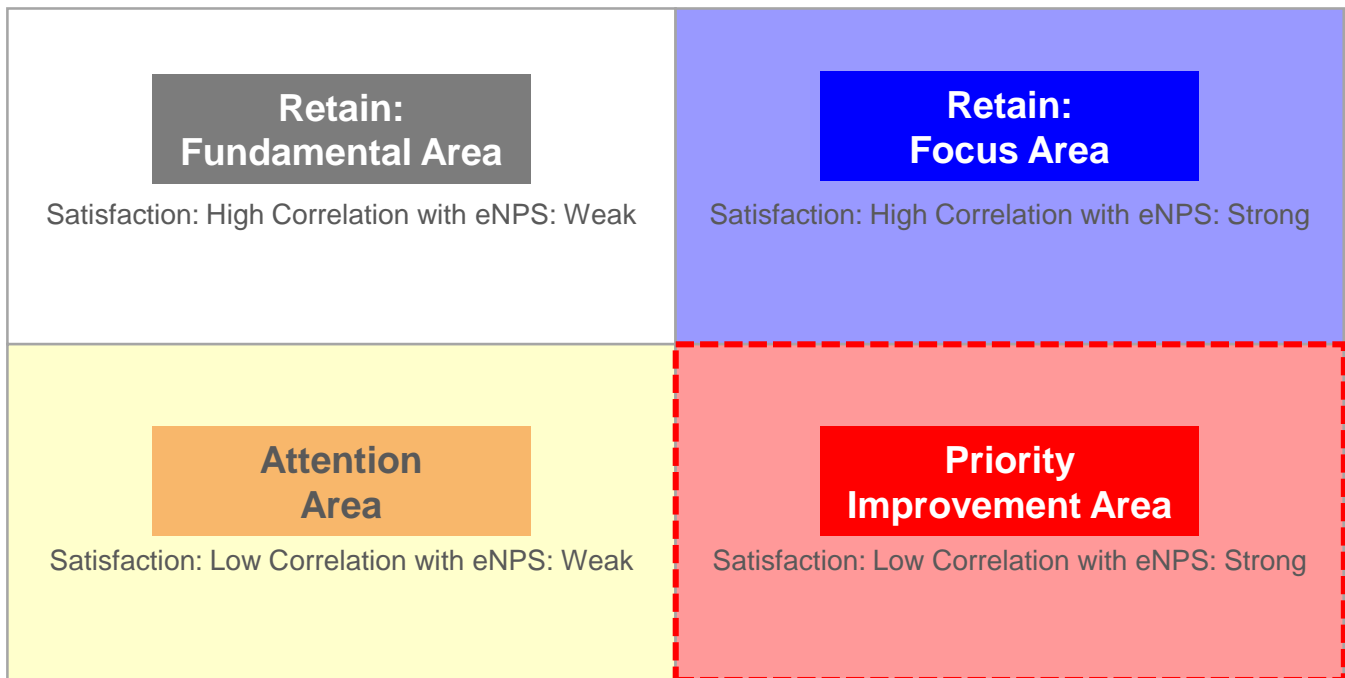 Retain:
Fundamental Area
Satisfaction: High Correlation with eNPS: Weak
Retain:
Focus Area
Satisfaction: High Correlation with eNPS: Strong
Attention
Area
Satisfaction: Low Correlation with eNPS: Weak
Priority
Improvement Area
Satisfaction: Low Correlation with eNPS: Strong